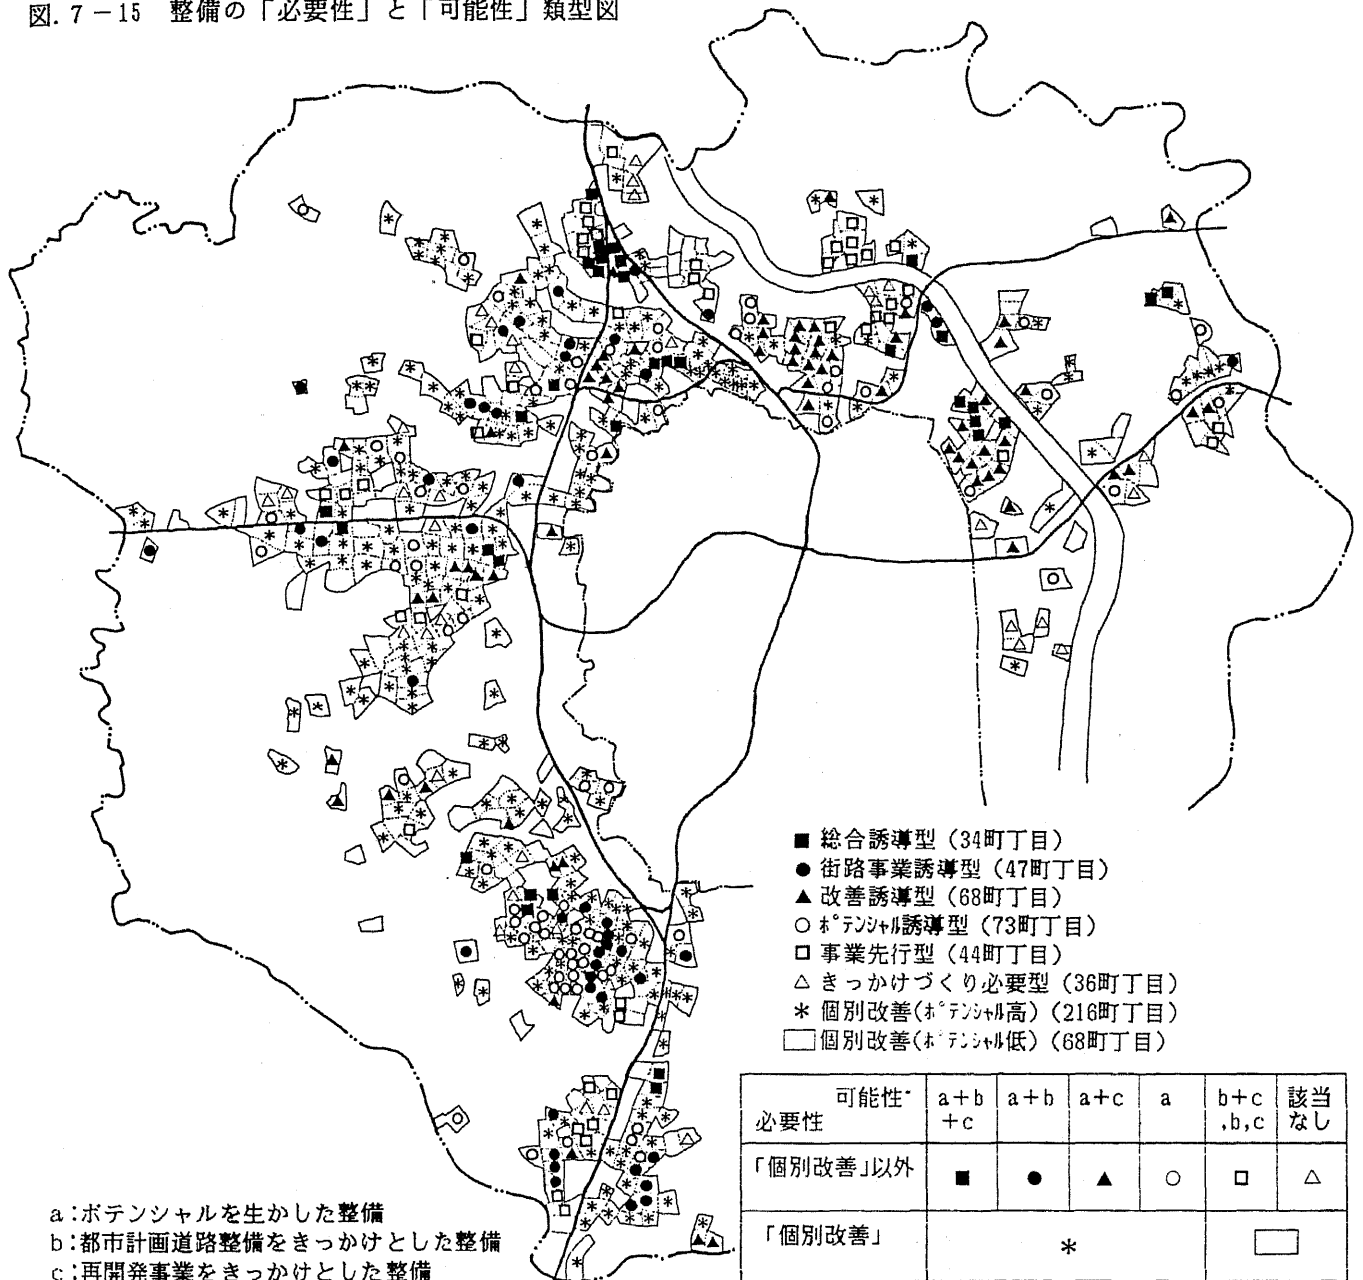 図.7-15 整備の「必要性」と「可能性」類型図
■ 総合誘導型 (34町丁目)
● 街路事業誘導型 (47町丁目)
▲ 改善誘導型 (68町丁目)
○ ポテンシャル誘導型 (73町丁目)
□ 事業先行型 (44町丁目)
△ きっかけづくり必要型 (36町丁目)
* 個別改善(ポテンシャル高) (216町丁目)
個別改善(ポテンシャル低) (68町丁目)
可能性 a+b+c a+b a+c a b+c,b,c 該当なし
必要性
「個別改善」以外 ■ ● ▲ ○ □ △
「個別改善」 *
a:ポテンシャルを生かした整備
b:都市計画道路整備をきっかけとした整備
c:再開発事業をきっかけとした整備